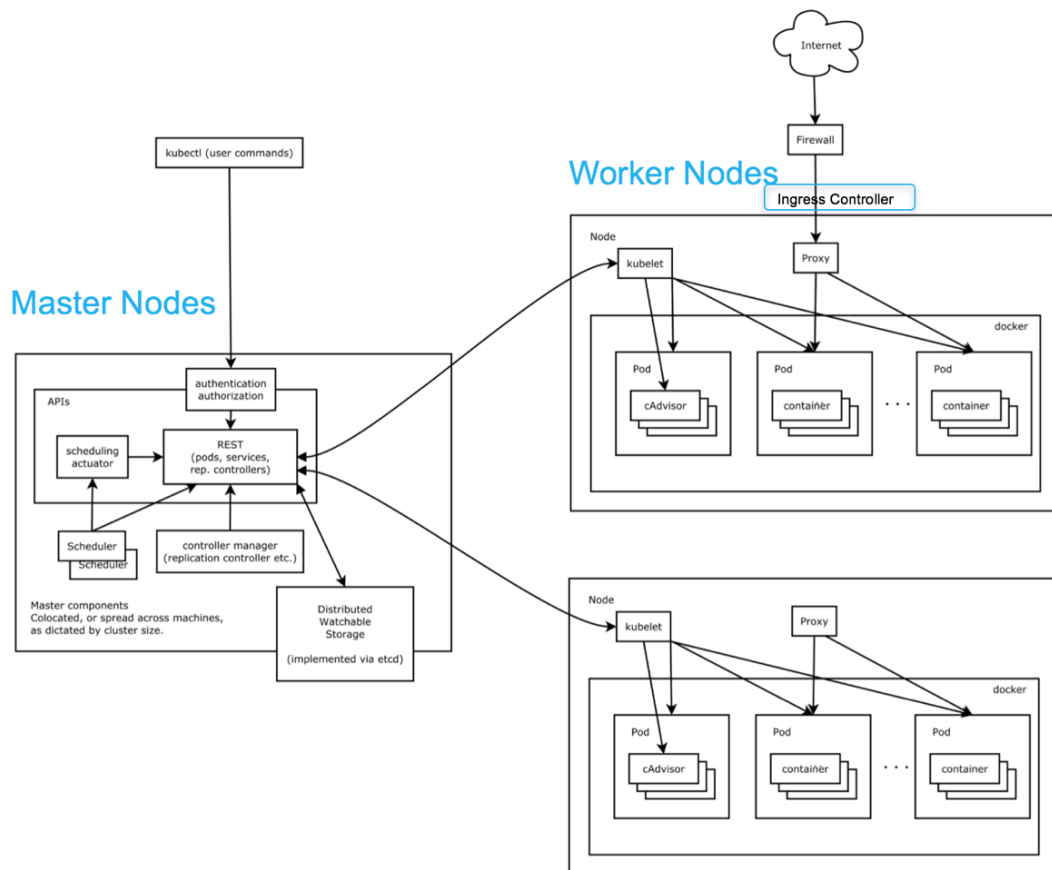 Internet
Firewall
kubectl (user commands)
Worker Nodes
Ingress Controller
Master Nodes
authentication
authorization
APIs
REST
(pods, services,
rep. controllers)
scheduling
actuator
Scheduler
Scheduler
controller manager
(replication controller etc.)
Master components
Colocated, or spread across machines,
as dictated by cluster size.
Distributed
Watchable
Storage
(implemented via etcd)
Node
kubelet
Proxy
docker
Pod
cAdvisor
Pod
container
. . .
Pod
container
Node
kubelet
Proxy
docker
Pod
cAdvisor
Pod
container
. . .
Pod
container